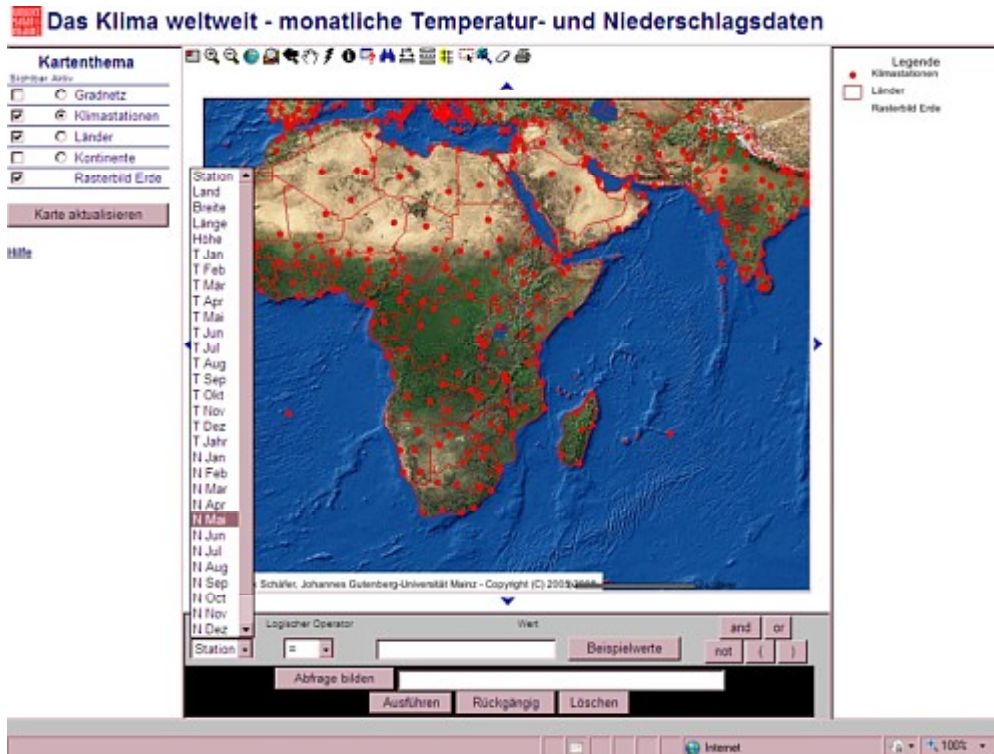 Das Klima weltweit - monatliche Temperatur- und Niederschlagsdaten
Kartenthema
Sichtbar Aktiv
Gradnetz
Klimastationen
Länder
Kontinente
Rasterbild Erde
Karte aktualisieren
Hilfe
Legende
Klimastationen
Länder
Rasterbild Erde
Station
Land
Breite
Länge
Höhe
T Jan
T Feb
T Mar
T Apr
T Mai
T Jun
T Jul
T Aug
T Sep
T Okt
T Nov
T Dez
T Jahr
N Jan
N Feb
N Mar
N Apr
N Mai
N Jun
N Jul
N Aug
N Sep
N Oct
N Nov
N Dez
Schäfer, Johannes Gutenberg-Universität Mainz - Copyright (C) 2005
Logischer Operator
Wert
and or
Station = Beispielwerte not ( )
Abfrage bilden
Ausführen Rückgängig Löschen
Internet 100%